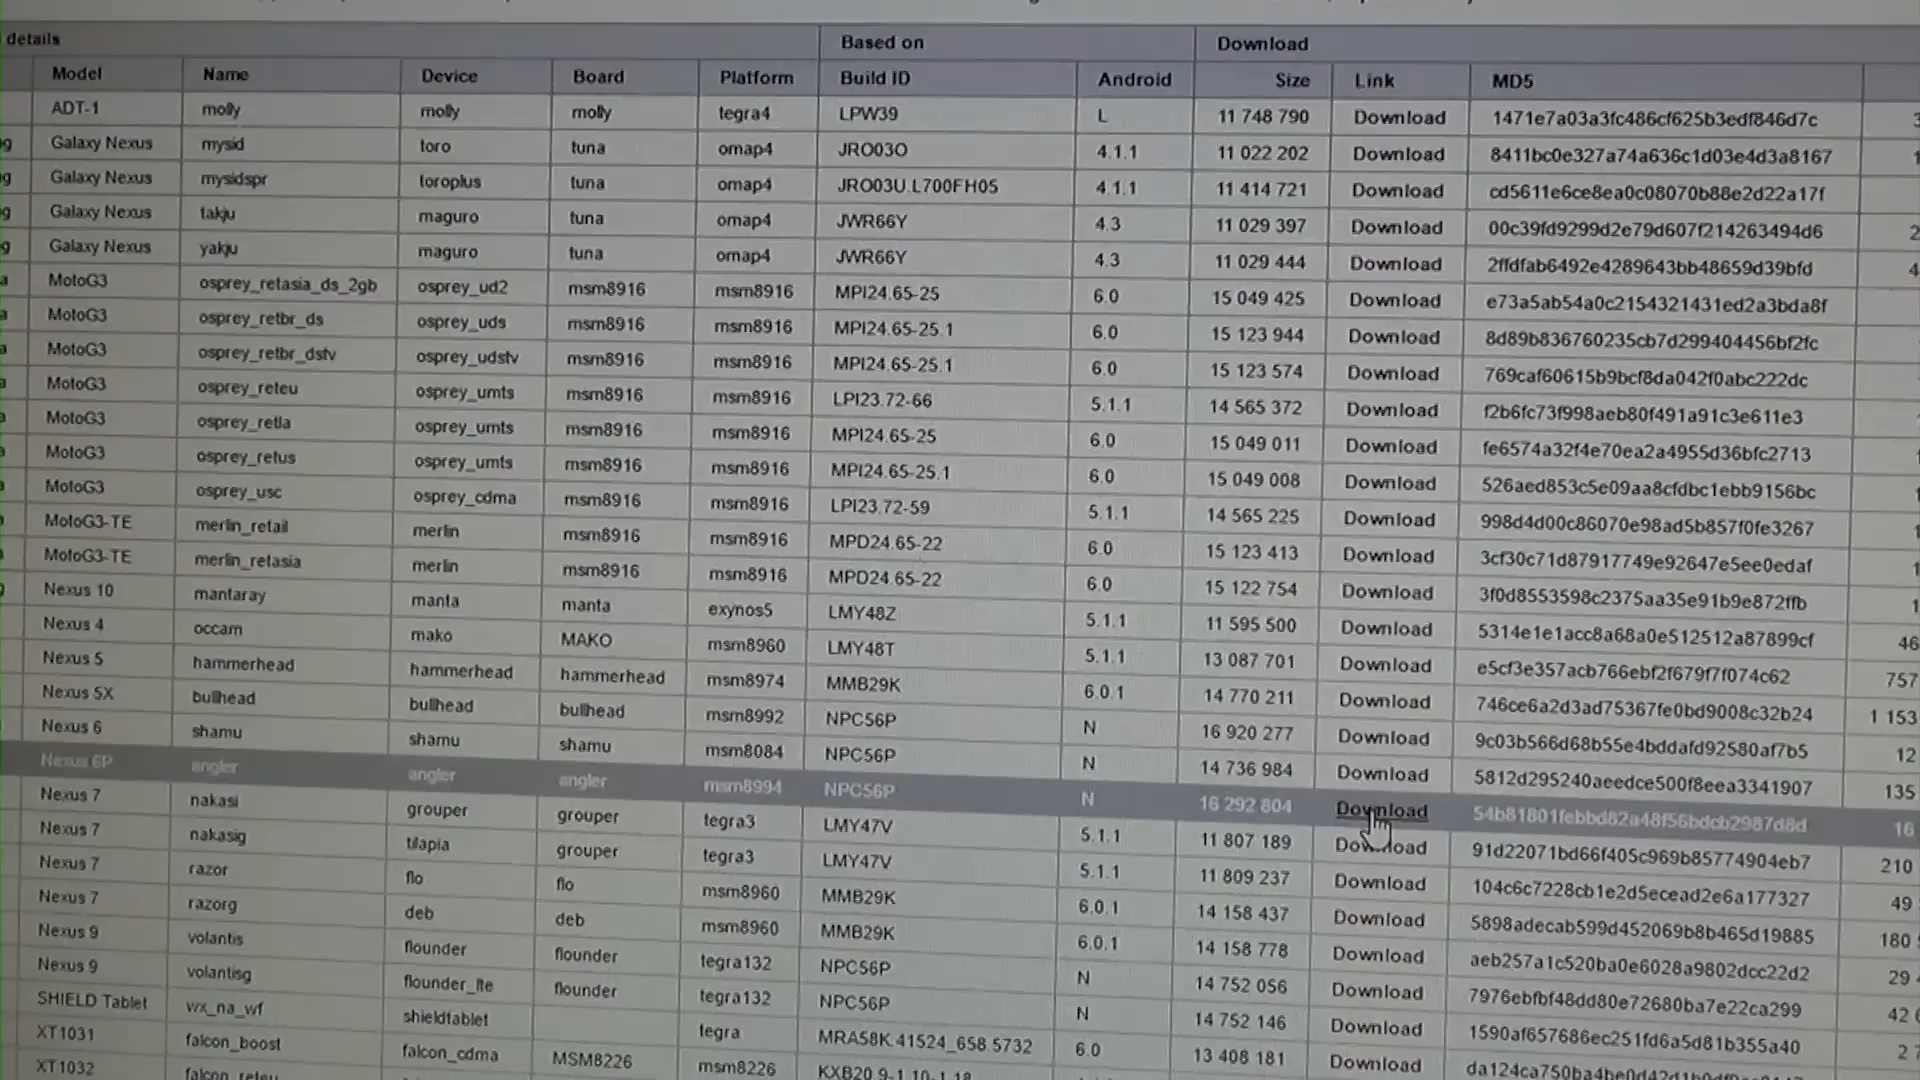 details Based on Download
Model Name Device Board Platform Build ID Android Size Link MD5
ADT-1 molly molly molly tegra4 LPW39 L 11 748 790 Download 1471e7a03a3fc486cf625b3edf846d7c
Galaxy Nexus mysid toro tuna omap4 JRO03O 4.1.1 11 022 202 Download 8411bc0e327a74a636c1d03e4d3a8167
Galaxy Nexus mysidspr toroplus tuna omap4 JRO03U.L700FH05 4.1.1 11 414 721 Download cd5611e6ce8ea0c08070b88e2d22a17f
Galaxy Nexus takju maguro tuna omap4 JWR66Y 4.3 11 029 397 Download 00c39fd9299d2e79d607f214263494d6
Galaxy Nexus yakju maguro tuna omap4 JWR66Y 4.3 11 029 444 Download 2ffdfab6492e4289643bb48659d39bfd
MotoG3 osprey_retasia_ds_2gb osprey_ud2 msm8916 msm8916 MPI24.65-25 6.0 15 049 425 Download e73a5ab54a0c2154321431ed2a3bda8f
MotoG3 osprey_retbr_ds osprey_uds msm8916 msm8916 MPI24.65-25.1 6.0 15 123 944 Download 8d89b836760235cb7d299404456bf2fc
MotoG3 osprey_retbr_dstv osprey_udstv msm8916 msm8916 MPI24.65-25.1 6.0 15 123 574 Download 769caf60615b9bcf8da042f0abc222dc
MotoG3 osprey_reteu osprey_umts msm8916 msm8916 LPI23.72-66 5.1.1 14 565 372 Download f2b6fc73f998aeb80f491a91c3e611e3
MotoG3 osprey_retla osprey_umts msm8916 msm8916 MPI24.65-25 6.0 15 049 011 Download fe6574a32f4e70ea2a4955d36bfc2713
MotoG3 osprey_retus osprey_umts msm8916 msm8916 MPI24.65-25.1 6.0 15 049 008 Download 526aed853c5e09aa8cfdbc1ebb9156bc
MotoG3 osprey_usc osprey_cdma msm8916 msm8916 LPI23.72-59 5.1.1 14 565 225 Download 998d4d00c86070e98ad5b857f0fe3267
MotoG3-TE merlin_retail merlin msm8916 msm8916 MPD24.65-22 6.0 15 123 413 Download 3cf30c71d87917749e92647e5ee0edaf
MotoG3-TE merlin_retasia merlin msm8916 msm8916 MPD24.65-22 6.0 15 122 754 Download 3f0d8553598c2375aa35e91b9e872ffb
Nexus 10 mantaray manta manta exynos5 LMY48Z 5.1.1 11 595 500 Download 5314e1e1acc8a68a0e512512a87899cf 46
Nexus 4 occam mako MAKO msm8960 LMY48T 5.1.1 13 087 701 Download e5cf3e357acb766ebf2f679f7f074c62 757
Nexus 5 hammerhead hammerhead hammerhead msm8974 MMB29K 6.0.1 14 770 211 Download 746ce6a2d3ad75367fe0bd9008c32b24 1 153
Nexus 5X bullhead bullhead bullhead msm8992 NPC56P N 16 920 277 Download 9c03b566d68b55e4bddafd92580af7b5 12
Nexus 6 shamu shamu shamu msm8084 NPC56P N 14 736 984 Download 5812d295240aeedce500f8eea3341907 135
Nexus 6P angler angler angler msm8994 NPC56P N 16 292 804 Download 54b81801febbd82a48f56bdcb2987d8d 16
Nexus 7 nakasi grouper grouper tegra3 LMY47V 5.1.1 11 807 189 Download 91d22071bd66f405c969b85774904eb7 210
Nexus 7 nakasig tilapia grouper tegra3 LMY47V 5.1.1 11 809 237 Download 104c6c7228cb1e2d5ecead2e6a177327 49
Nexus 7 razor flo flo msm8960 MMB29K 6.0.1 14 158 437 Download 5898adecab599d452069b8b465d19885 180
Nexus 7 razorg deb deb msm8960 MMB29K 6.0.1 14 158 778 Download aeb257a1c520ba0e6028a9802dcc22d2 29
Nexus 9 volantis flounder flounder tegra132 NPC56P N 14 752 056 Download 7976ebfbf48dd80e72680ba7e22ca299 42
Nexus 9 volantisg flounder_lte flounder tegra132 NPC56P N 14 752 146 Download 1590af657686ec251fd6a5d81b355a40 2
SHIELD Tablet wx_na_wf shieldtablet tegra MRA58K.41524_658.5732 6.0 13 408 181 Download
XT1031 falcon_boost falcon_cdma MSM8226 msm8226 KXB20.9-1.10-1.18
XT1032